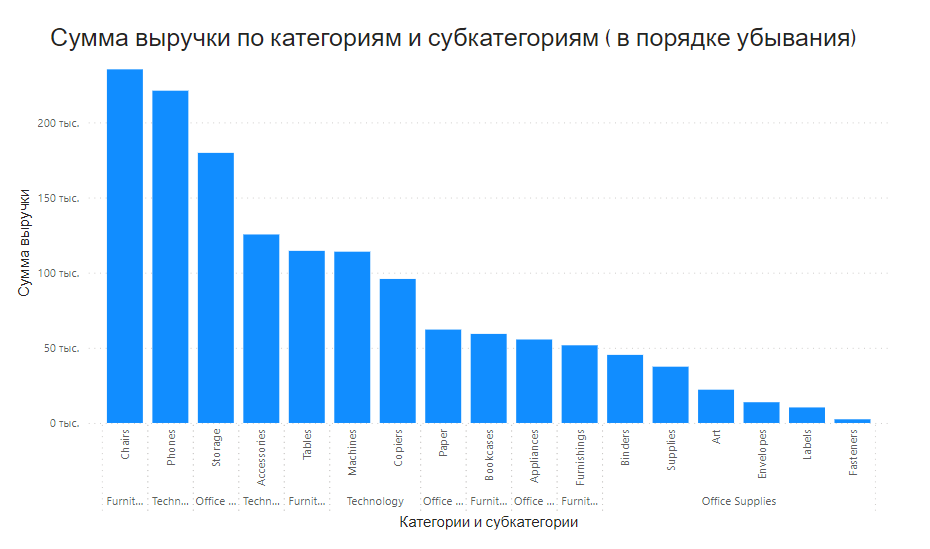 Сумма выручки по категориям и субкатегориям ( в порядке убывания)
Сумма выручки
200 тыс.
150 тыс.
100 тыс.
50 тыс.
0 тыс.
Chairs
Phones
Storage
Accessories
Tables
Machines
Copiers
Paper
Bookcases
Appliances
Furnishings
Binders
Supplies
Art
Envelopes
Labels
Fasteners
Furnit... Techn... Office ... Techn... Furnit... Technology Office ... Furnit... Office ... Furnit... Office Supplies
Категории и субкатегории